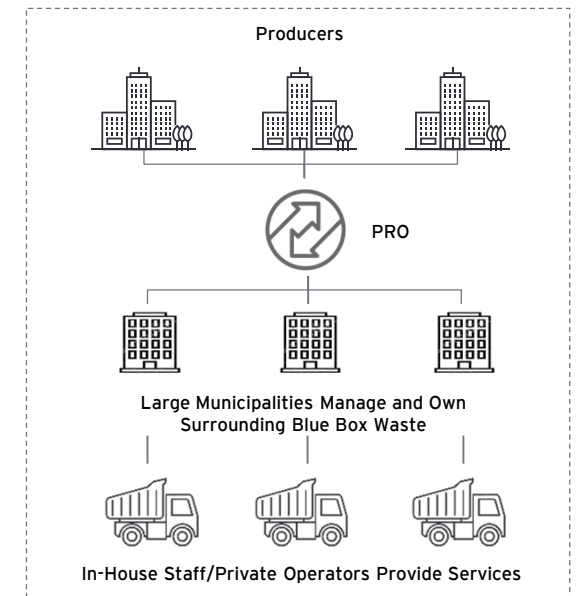 Producers
PRO
Large Municipalities Manage and Own
Surrounding Blue Box Waste
In-House Staff/Private Operators Provide Services